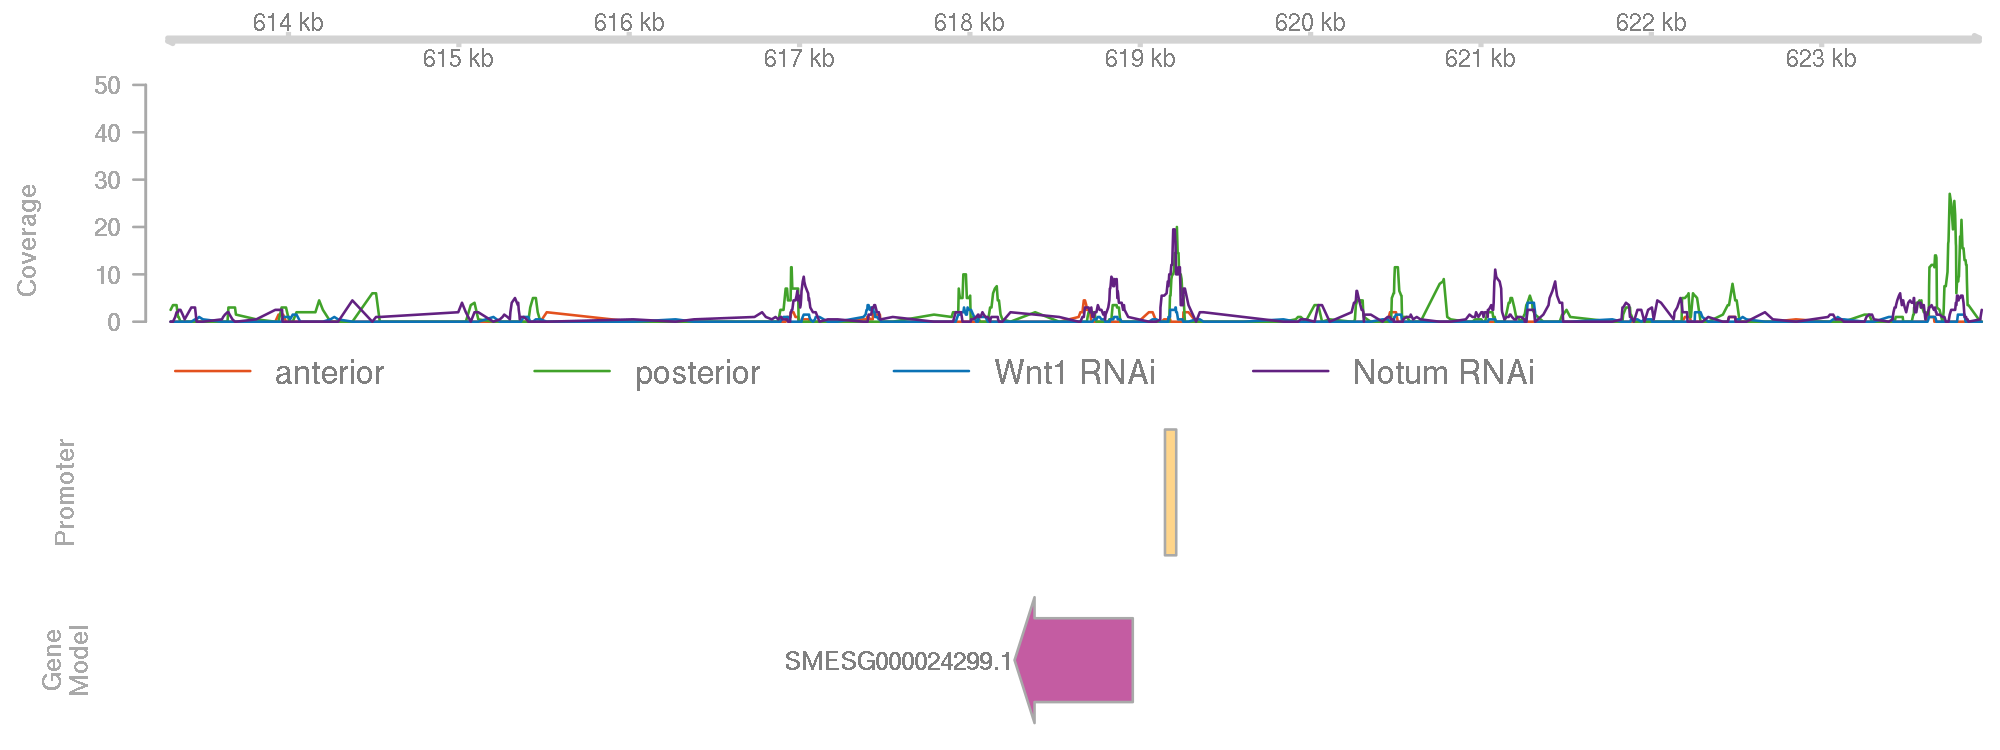 614 kb 616 kb 618 kb 620 kb 622 kb
615 kb 617 kb 619 kb 621 kb 623 kb
50
40
30
20
10
0
Coverage
anterior posterior Wnt1 RNAi Notum RNAi
Promoter
Gene
Model
SMESG000024299.1